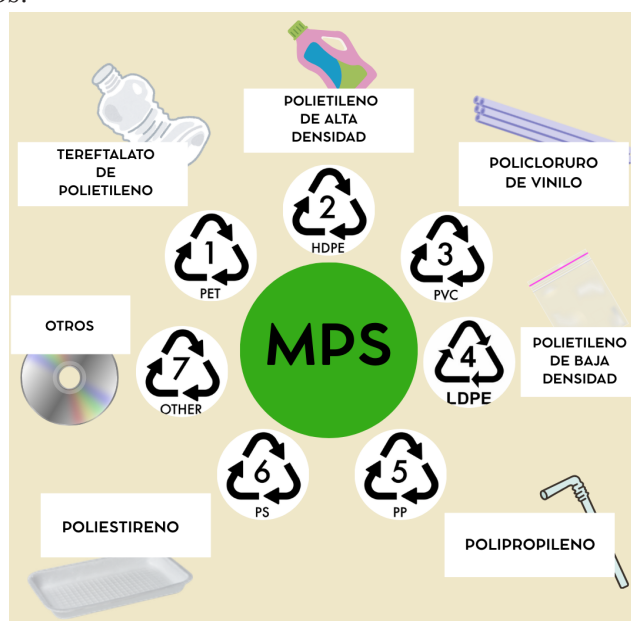 os.
POLIETILENO
DE ALTA
DENSIDAD
TEREFTALATO
DE
POLIETILENO
POLICLORURO
DE VINILO
2
HDPE
1
PET
3
PVC
OTROS
MPS
POLIETILENO
DE BAJA
DENSIDAD
7
OTHER
4
LDPE
6
PS
5
PP
POLIESTIRENO
POLIPROPILENO